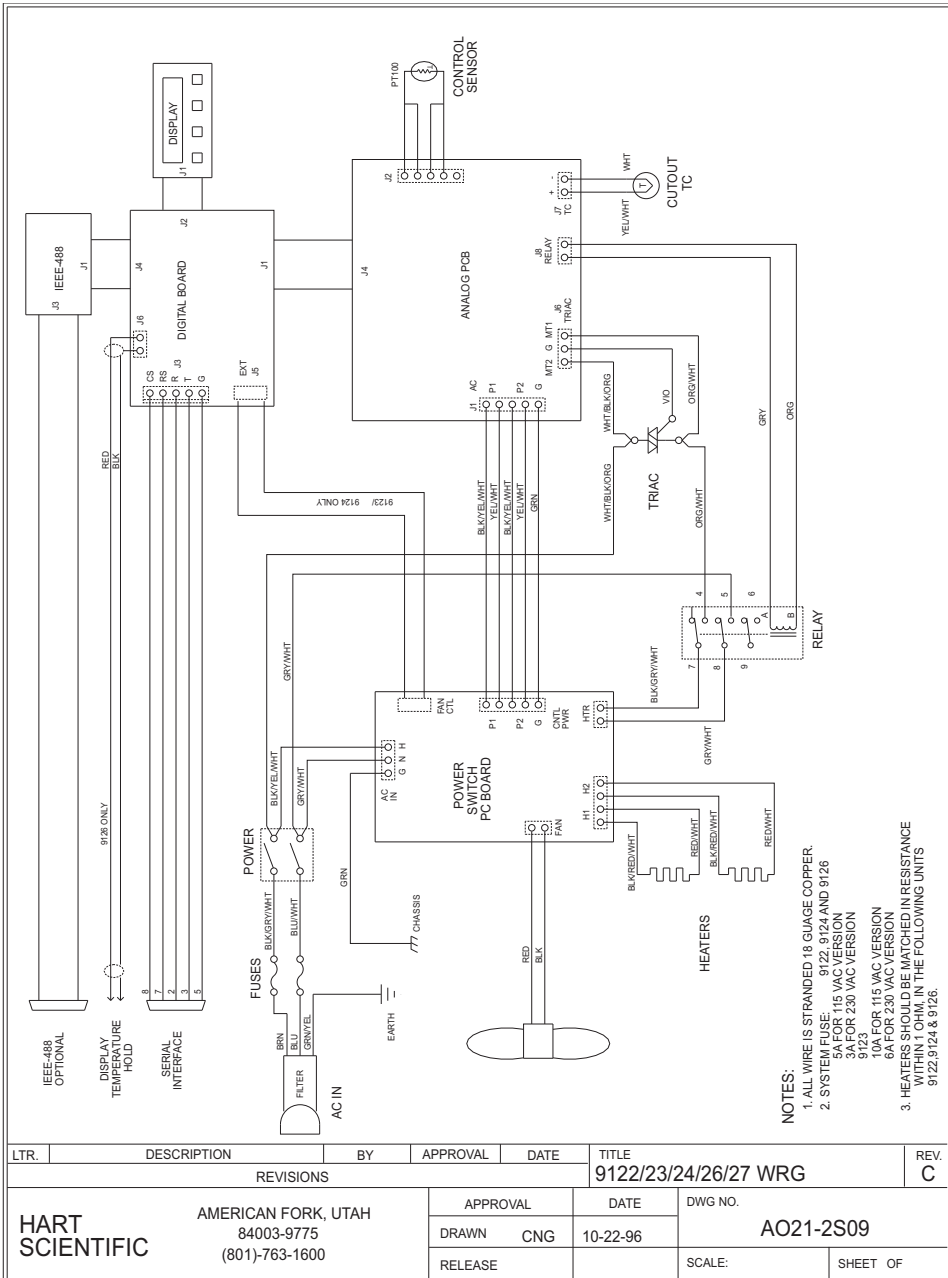 IEEE-488
OPTIONAL
9126 ONLY
DISPLAY
TEMPERATURE
HOLD
RED
BLK
SERIAL
INTERFACE
8
7
2
3
5
IEEE-488
J3
J1
J6
CS
RS
R
T
G
J3
DIGITAL BOARD
J4
J2
J1
EXT
J5
DISPLAY
J1
PT100
CONTROL
SENSOR
J2
J4
ANALOG PCB
J1
AC
P1
P2
G
MT2
G
MT1
J6
TRIAC
J8
RELAY
+
-
J7
TC
YEL/WHT
WHT
CUTOUT
TC
9123/
9124 ONLY
BLK/YEL/WHT
YEL/WHT
BLK/YEL/WHT
YEL/WHT
GRN
WHT/BLK/ORG
VIO
ORG/WHT
WHT/BLK/ORG
TRIAC
ORG/WHT
GRY
ORG
4
5
6
A
B
7
8
9
RELAY
BLK/GRY/WHT
GRY/WHT
GRY/WHT
BLK/YEL/WHT
GRY/WHT
POWER
BLK/GRY/WHT
BLU/WHT
FUSES
BRN
BLU
GRN/YEL
FILTER
AC IN
EARTH
GRN
CHASSIS
AC
IN
G
N
H
FAN
CTL
POWER
SWITCH
PC BOARD
P1
P2
G
CNTL
PWR
HTR
FAN
H1
H2
RED
BLK
BLK/RED/WHT
RED/WHT
BLK/RED/WHT
RED/WHT
HEATERS
NOTES:
1. ALL WIRE IS STRANDED 18 GUAGE COPPER.
2. SYSTEM FUSE: 9122, 9124 AND 9126
5A FOR 115 VAC VERSION
3A FOR 230 VAC VERSION
9123
10A FOR 115 VAC VERSION
6A FOR 230 VAC VERSION
3. HEATERS SHOULD BE MATCHED IN RESISTANCE
WITHIN 1 OHM, IN THE FOLLOWING UNITS
9122,9124 & 9126.
LTR. DESCRIPTION BY APPROVAL DATE
REVISIONS
TITLE
9122/23/24/26/27 WRG
REV.
C
HART
SCIENTIFIC
AMERICAN FORK, UTAH
84003-9775
(801)-763-1600
APPROVAL DATE
DRAWN CNG 10-22-96
RELEASE
DWG NO.
AO21-2S09
SCALE:
SHEET OF